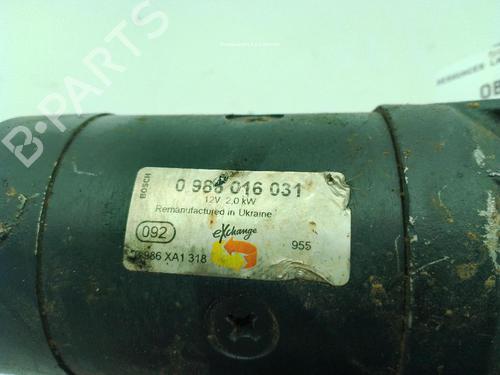 BOSCH
0 986 016 031
12V 2,0 kW
Remanufactured in Ukraine
092
eXchange
955
986 XA1 318
B-PARTS